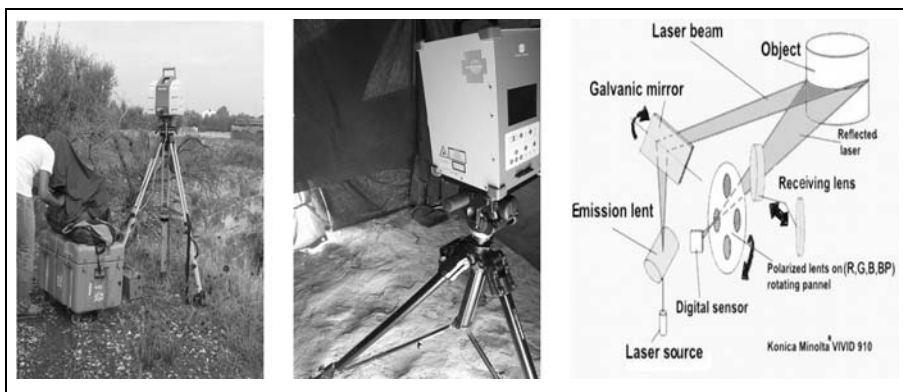 Laser beam
Object
Galvanic mirror
Reflected
laser
Receiving lens
Emission lent
Polarized lents on (R,G,B,BP)
rotating pannel
Digital sensor
Laser source
Konica Minolta VIVID 910